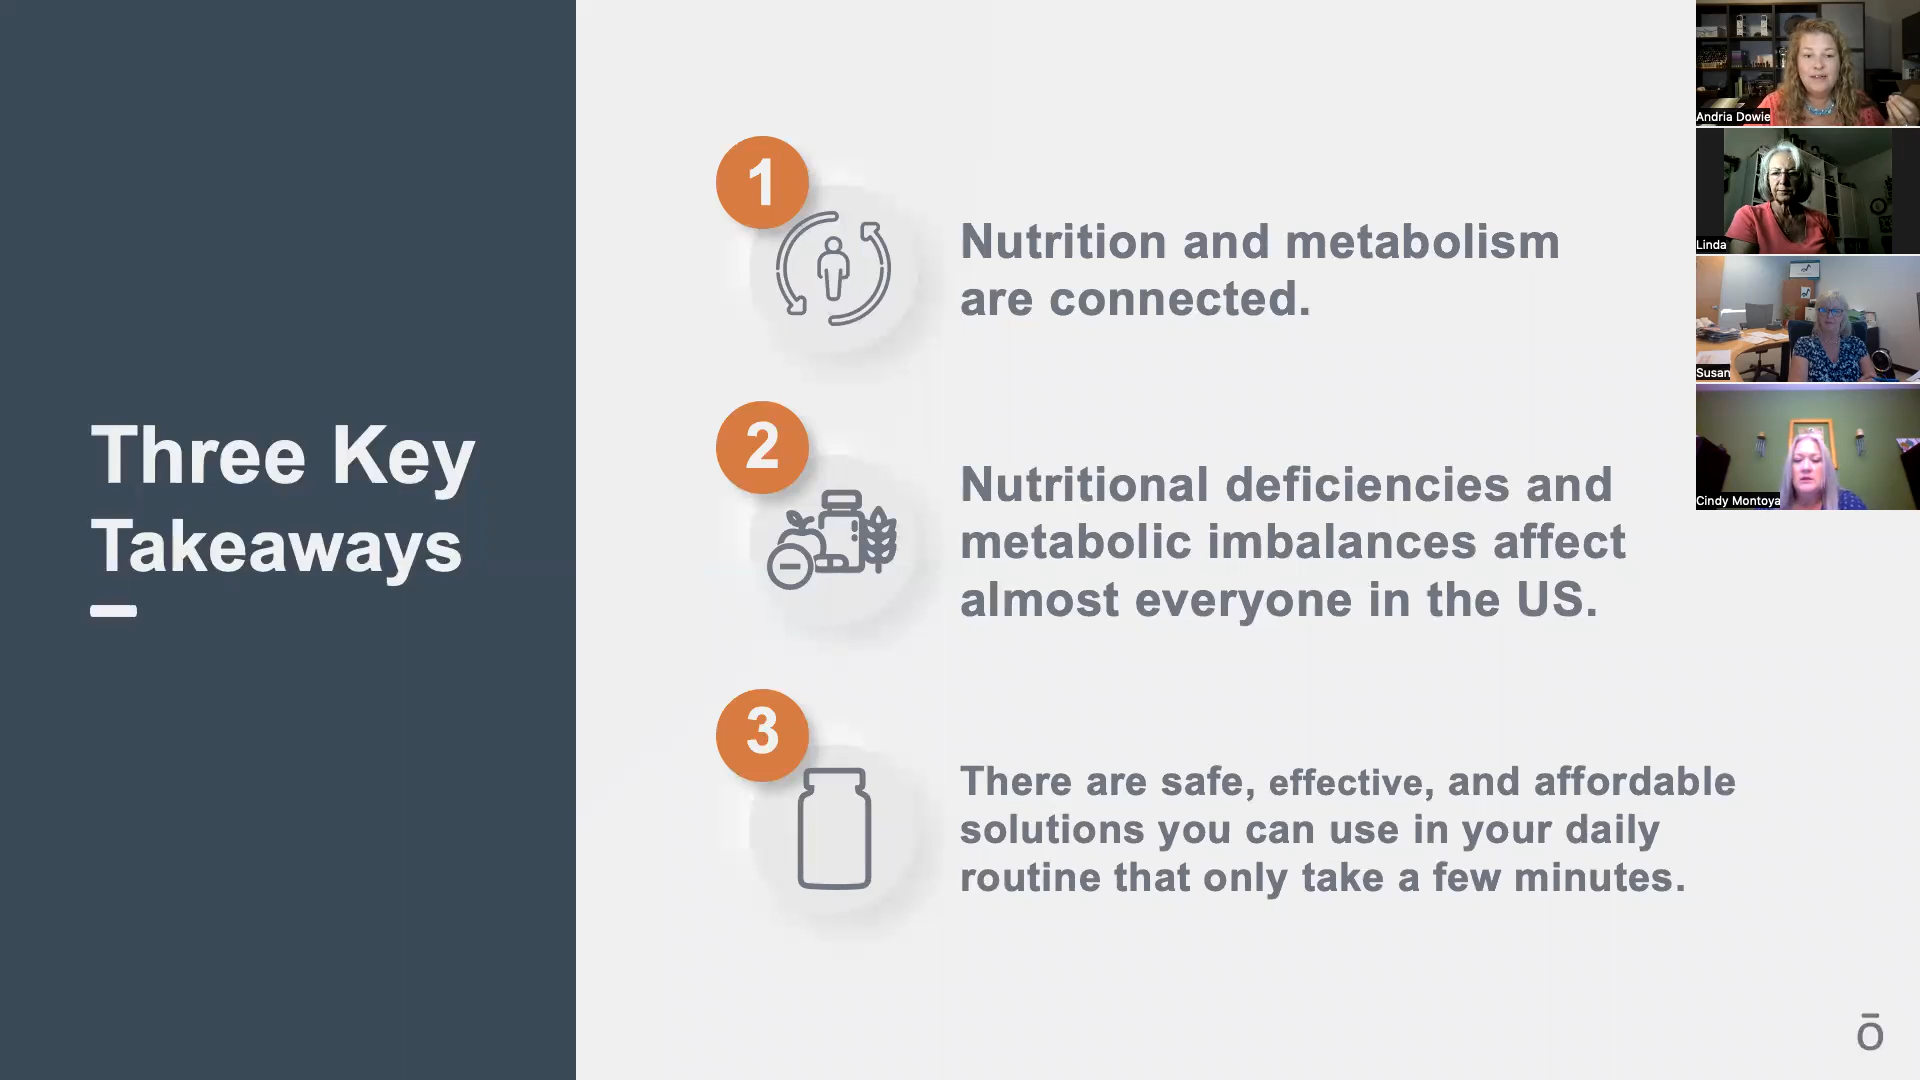 Three Key
Takeaways
1
Nutrition and metabolism
are connected.
2
Nutritional deficiencies and
metabolic imbalances affect
almost everyone in the US.
3
There are safe, effective, and affordable
solutions you can use in your daily
routine that only take a few minutes.
Andria Dowie
Linda
Susan
Cindy Montoya
ō